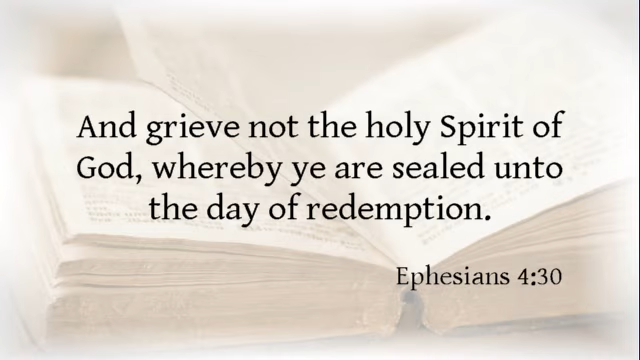 And grieve not the holy Spirit of
God, whereby ye are sealed unto
the day of redemption.
Ephesians 4:30